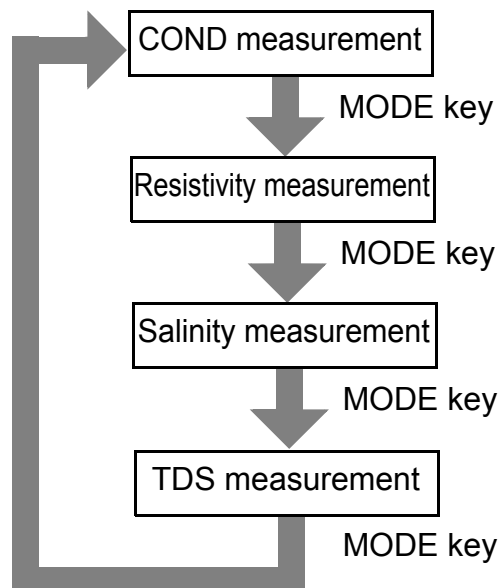 COND measurement
MODE key
Resistivity measurement
MODE key
Salinity measurement
MODE key
TDS measurement
MODE key